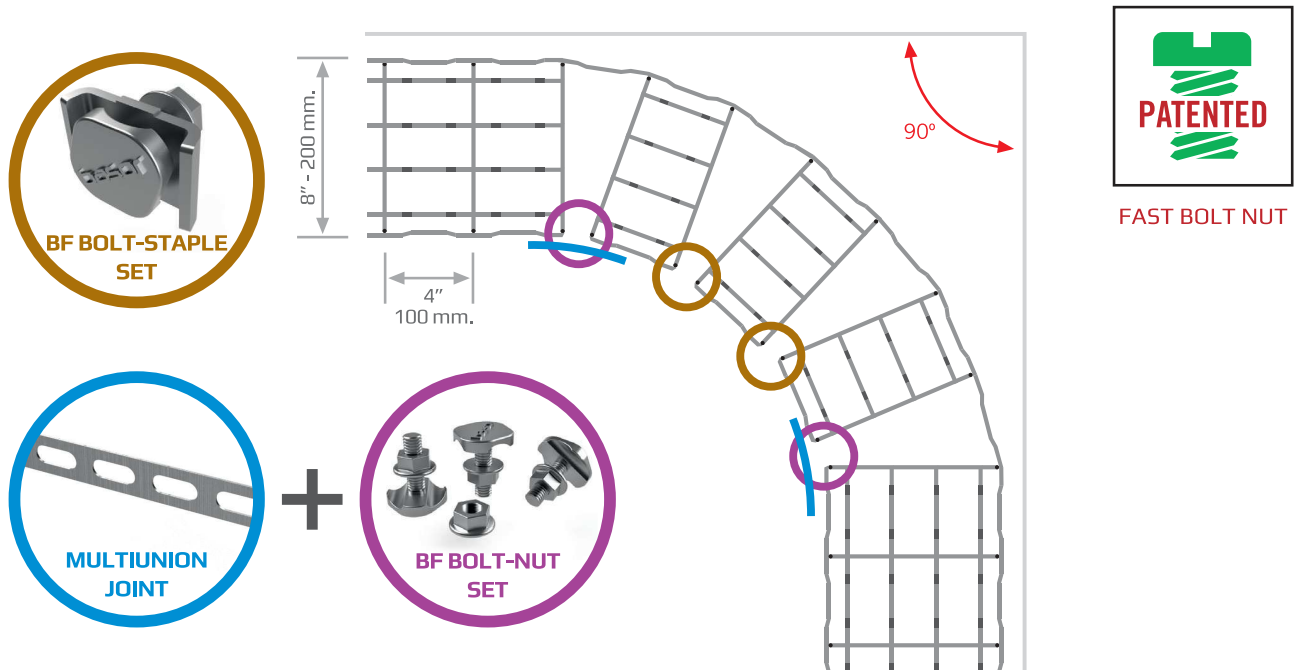 BF BOLT-STAPLE
SET
8” - 200 mm.
4”
100 mm.
90º
PATENTED
FAST BOLT NUT
MULTIUNION
JOINT
BF BOLT-NUT
SET